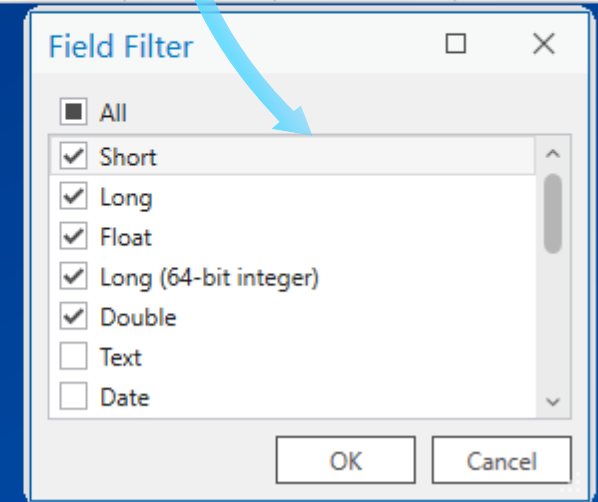 Field Filter
All
Short
Long
Float
Long (64-bit integer)
Double
Text
Date
OK Cancel